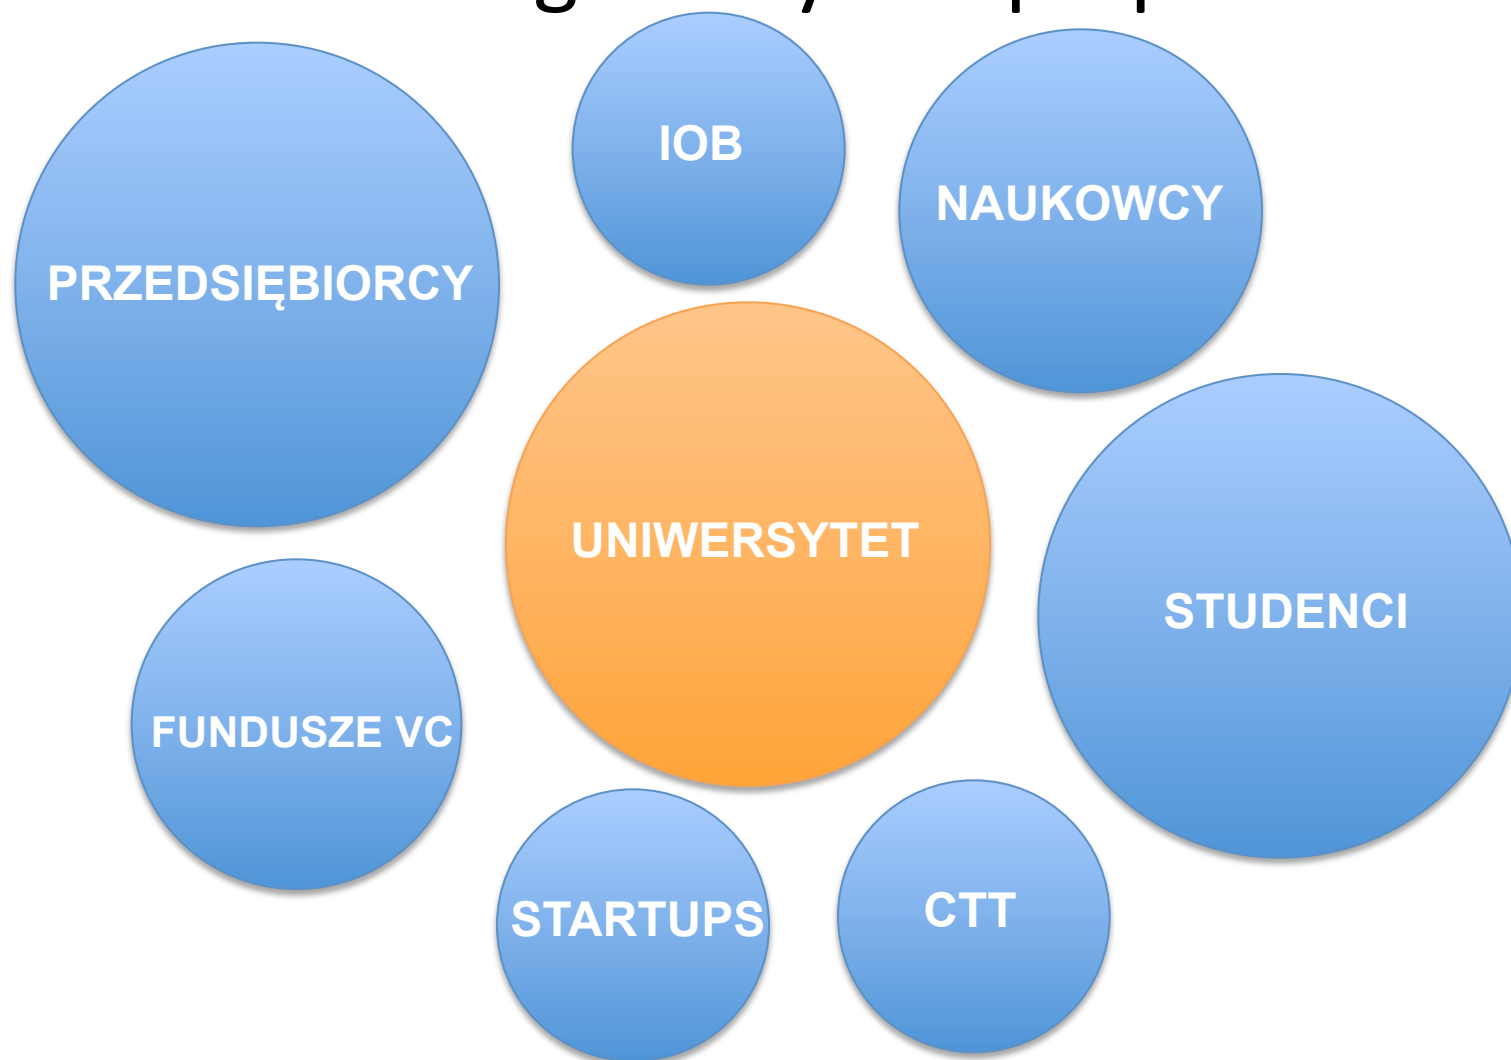 IOB
NAUKOWCY
PRZEDSIĘBIORCY
UNIWERSYTET
STUDENCI
FUNDUSZE VC
STARTUPS
CTT